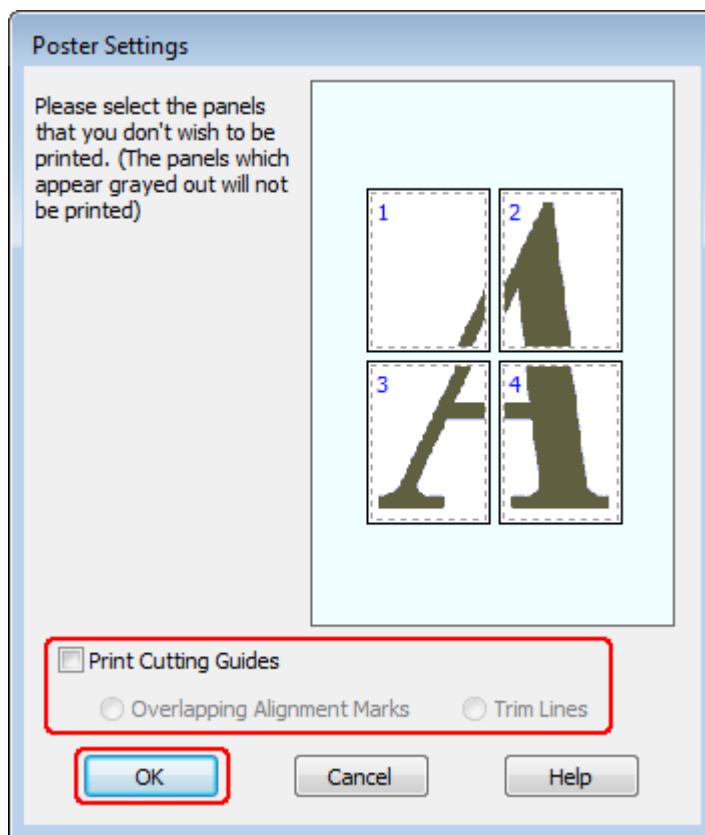 Poster Settings
Please select the panels
that you don't wish to be
printed. (The panels which
appear grayed out will not
be printed)
1 2
3 4
Print Cutting Guides
Overlapping Alignment Marks Trim Lines
OK Cancel Help